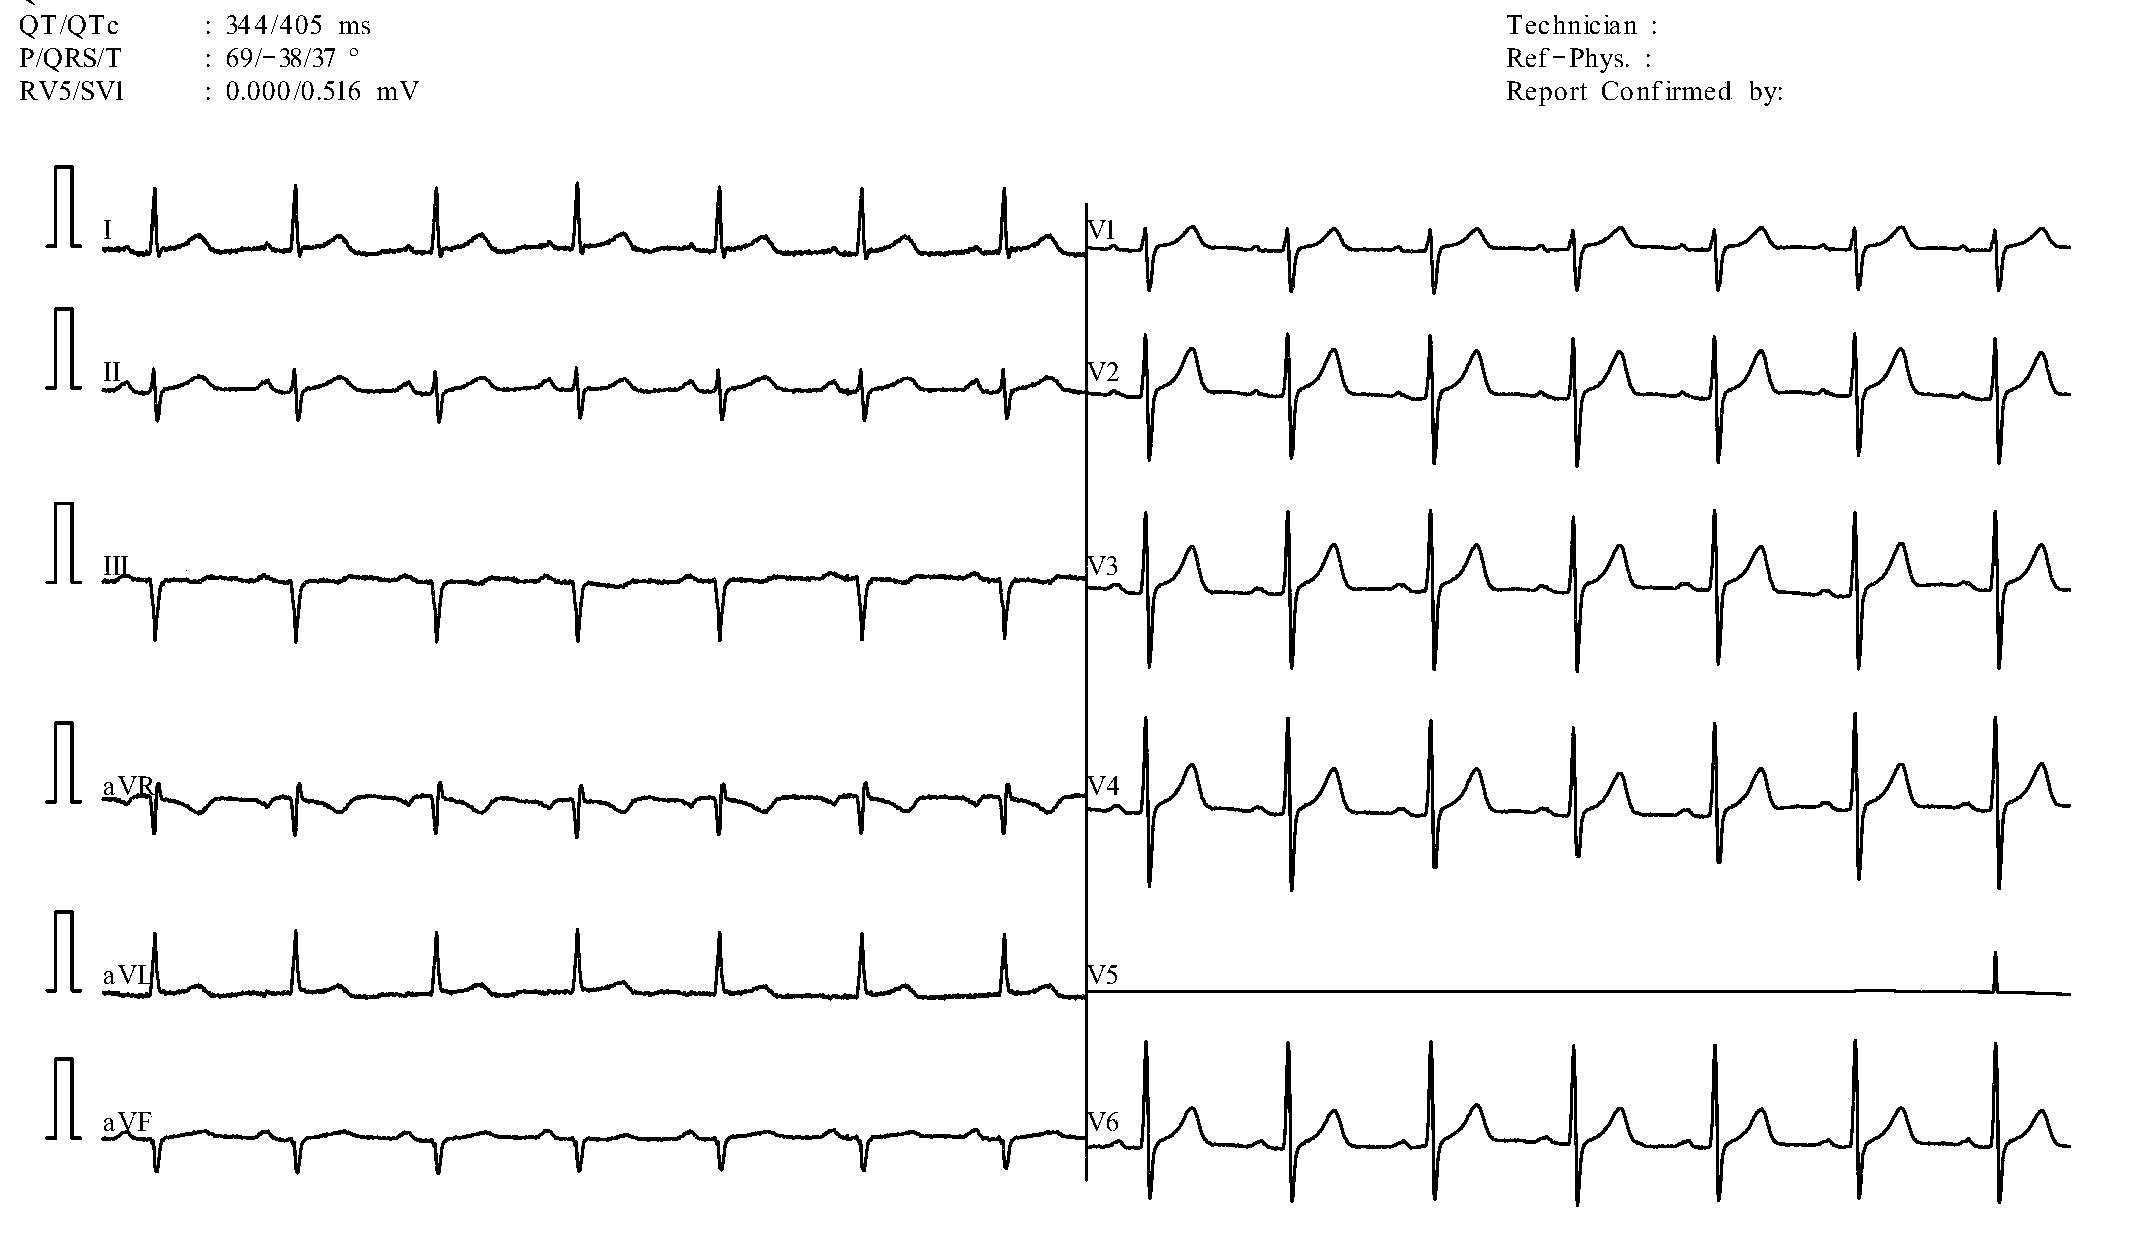 QT/QTc : 344/405 ms
P/QRS/T : 69/-38/37 °
RV5/SV1 : 0.000/0.516 mV
Technician :
Ref-Phys. :
Report Confirmed by:
I
II
III
aVR
aVL
aVF
V1
V2
V3
V4
V5
V6